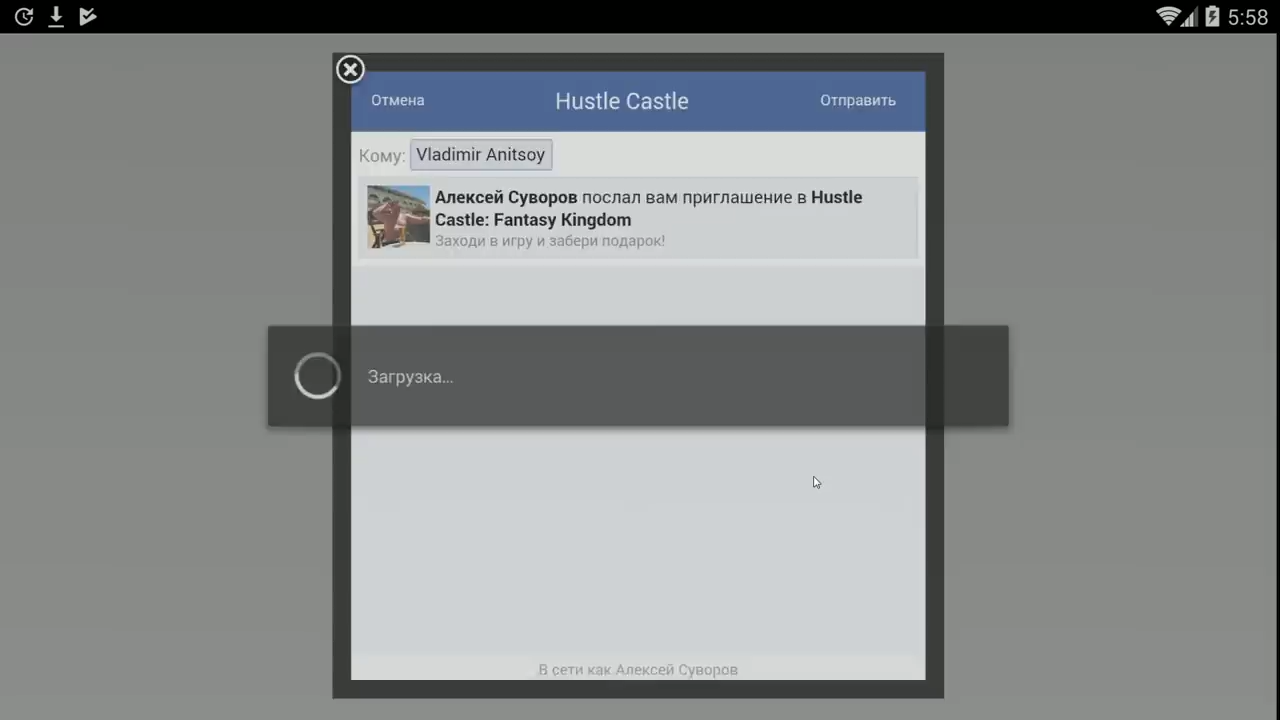 5:58
Отмена
Hustle Castle
Отправить
Кому: Vladimir Anitsoy
Алексей Суворов послал вам приглашение в Hustle
Castle: Fantasy Kingdom
Заходи в игру и забери подарок!
Загрузка...
В сети как Алексей Суворов